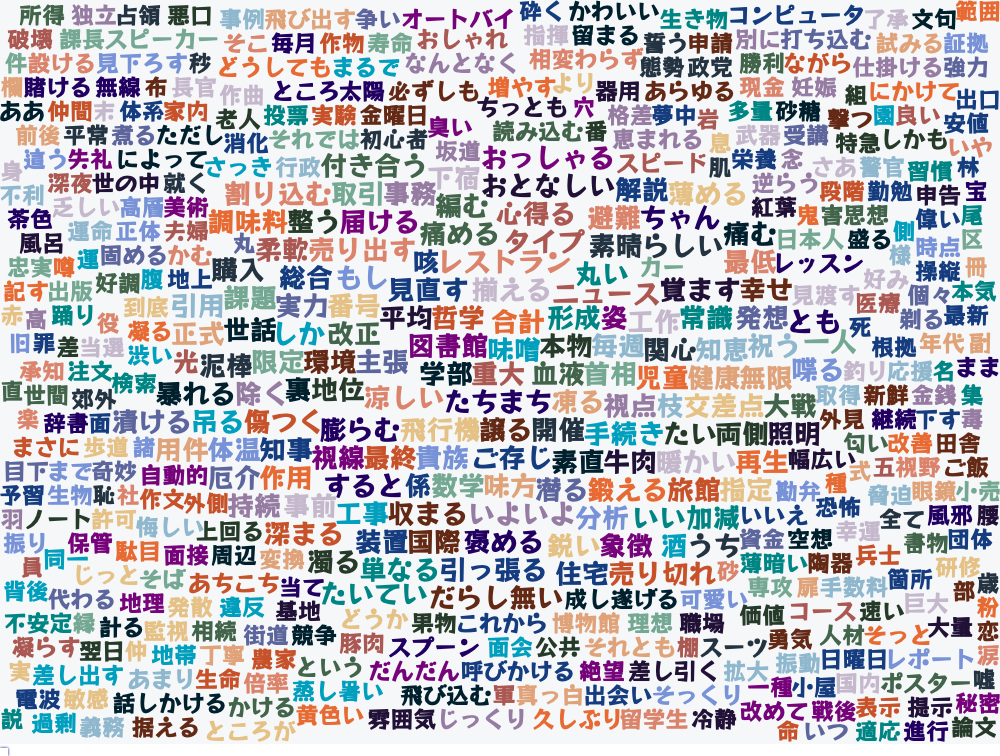 所得 独立 占領 悪口 事例 飛び出す 争い オートバイ 砕く かわいい 生き物 コンピュータ 了承 文句 範囲
破壊 課長 スピーカー そこ 毎月 作物 寿命 おしゃれ 指揮 留まる 誓う 申請 別に 打ち込む 試みる 証拠
件 設ける 見下ろす 秒 どうしても まるで なんとなく 相変わらず 態勢 政党 勝利 ながら 仕掛ける 強力
欄 賭ける 無線 布 長官 作曲 ところ 太陽 必ずしも 増やす より 器用 あらゆる 現金 妊娠 組 にかけて 出口
ああ 仲間 末 体系 家内 老人 投票 実験 金曜日 臭い ちっとも 穴 格差 夢中 岩 多量 砂糖 撃つ 園 良い 安値
前後 平常 煮る ただし 消化 それでは 初心者 坂道 読み込む 番 恵まれる 息 武器 受講 特急 しかも いや
身 違う 失礼 によって さっき 行政 付き合う 下宿 おっしゃる スピード 肌 栄養 念 さあ 警官 習慣 林
不利 深夜 世の中 就く 割り込む 取引 事務 編む おとなしい 解説 薄める 逆らう 段階 勤勉 申告 宝
茶色 乏しい 高層 美術 調味料 整う 届ける 痛める 心得る 避難 ちゃん 紅葉 鬼 害 思想 偉い 尾
風呂 運命 正体 夫婦 丸 柔軟 売り出す 咳 タイプ 素晴らしい 痛む 日本人 盛る 側 時点 区
忠実 噂 運 固める かむ 購入 総合 もし レストラン 丸い カー 最低 レッスン 様 操縦 冊
記す 出版 好調 腹 地上 課題 実力 番号 見直す 揃える ニュース 覚ます 幸せ 見渡す 好み 医療 個々 本気
赤 高 踊り 役 到底 引用 平均 哲学 合計 形成 姿 工作 常識 発想 とも 死 剃る 最新
旧 罪 差 当選 凝る 正式 世話 しか 改正 図書館 味噌 本物 毎週 関心 知恵 祝う 一人 根拠 年代 副
承知 注文 渋い 光 泥棒 限定 環境 主張 学部 重大 血液 首相 児童 健康 無限 喋る 釣り 応援 名 まま
直 世間 郊外 検索 暴れる 除く 裏 地位 涼しい たちまち 凍る 視点 枝 交差点 大戦 取得 新鮮 金銭 集
楽 辞書 面 漬ける 吊る 傷つく 膨らむ 飛行機 譲る 開催 手続き たい 両側 照明 外見 継続 下す 毒
まさに 歩道 諸 用件 体温 知事 視線 最終 貴族 ご存じ 素直 牛肉 暖かい 再生 幅広い 匂い 改善 田舎
目下 まで 奇妙 自動的 厄介 作用 すると 係 数学 味方 潜る 鍛える 旅館 指定 勘弁 種 式 五 視野 ご飯
予習 生物 恥 社 作文 外側 持続 事前 工事 収まる いよいよ 分析 いい加減 いいえ 恐怖 脅迫 眼鏡 小売
羽 ノート 許可 悔しい 上回る 深まる 装置 国際 褒める 鋭い 象徴 酒 うち 資金 空想 幸運 全て 風邪 腰
振り 保管 駄目 面接 周辺 変換 濁る 単なる 引っ張る 住宅 売り切れ 砂 薄暗い 陶器 兵士 書物 団体
員 同一 じっと そば あちこち 当て たいてい だらし無い 成し遂げる 可愛い 専攻 扉 手数料 箇所 研修 歳
背後 代わる 地理 発散 違反 基地 どうか 果物 これから 博物館 理想 職場 価値 コース 速い 巨大 部 粉
不安定 縁 計る 監視 相続 街道 競争 豚肉 スプーン 面会 公共 それとも 棚 スーツ 勇気 人材 そっと 大量 恋
凝らす 翌日 仲 地帯 丁寧 農家 という だんだん 呼びかける 絶望 差し引く 拡大 振動 日曜日 レポート 涙
実 差し出す あまり 生命 倍率 蒸し暑い 飛び込む 軍 真っ白 出会い そっくり 一種 小屋 国内 ポスター 嘘
電波 敏感 話しかける かける 黄色い 雰囲気 じっくり 久しぶり 留学生 冷静 改めて 戦後 表示 提示 秘密
説 過剰 義務 据える ところが 命 いつ 適応 進行 論文